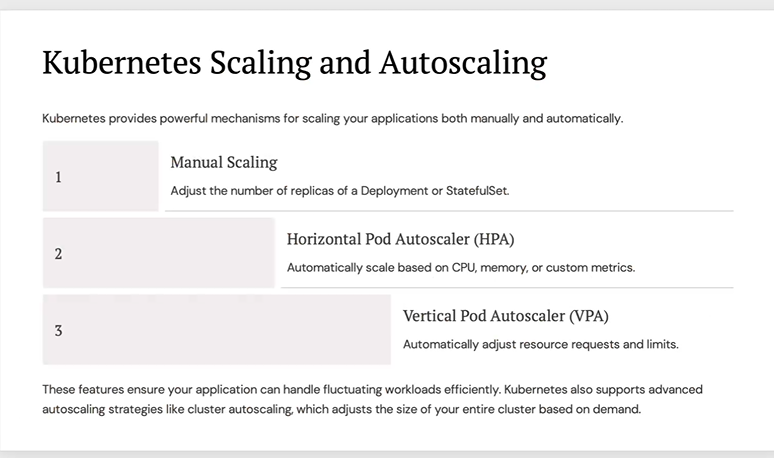 Kubernetes Scaling and Autoscaling
Kubernetes provides powerful mechanisms for scaling your applications both manually and automatically.
1
Manual Scaling
Adjust the number of replicas of a Deployment or StatefulSet.
2
Horizontal Pod Autoscaler (HPA)
Automatically scale based on CPU, memory, or custom metrics.
3
Vertical Pod Autoscaler (VPA)
Automatically adjust resource requests and limits.
These features ensure your application can handle fluctuating workloads efficiently. Kubernetes also supports advanced
autoscaling strategies like cluster autoscaling, which adjusts the size of your entire cluster based on demand.